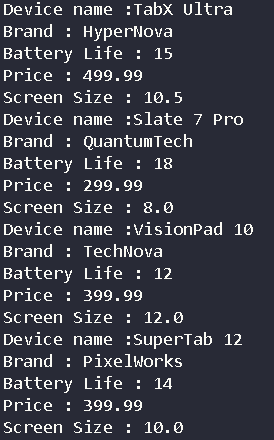 Device name :TabX Ultra
Brand : HyperNova
Battery Life : 15
Price : 499.99
Screen Size : 10.5
Device name :Slate 7 Pro
Brand : QuantumTech
Battery Life : 18
Price : 299.99
Screen Size : 8.0
Device name :VisionPad 10
Brand : TechNova
Battery Life : 12
Price : 399.99
Screen Size : 12.0
Device name :SuperTab 12
Brand : PixelWorks
Battery Life : 14
Price : 399.99
Screen Size : 10.0